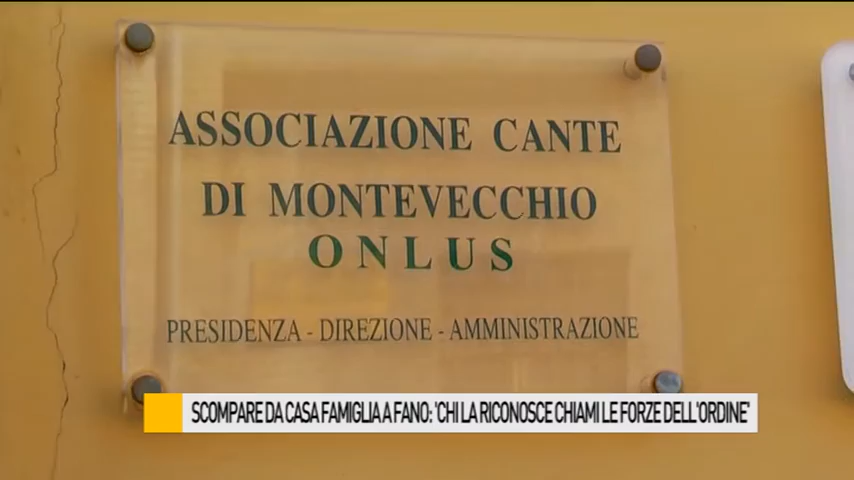 ASSOCIAZIONE CANTE
DI MONTEVECCHIO
ONLUS
PRESIDENZA - DIREZIONE - AMMINISTRAZIONE
SCOMPARE DA CASA FAMIGLIA A FANO: 'CHI LA RICONOSCE CHIAMI LE FORZE DELL'ORDINE'